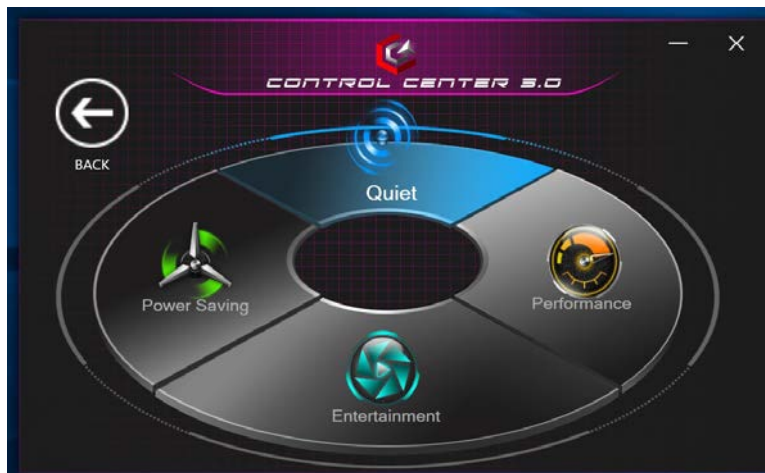 CONTROL CENTER 3.0
BACK
Quiet
Power Saving
Performance
Entertainment